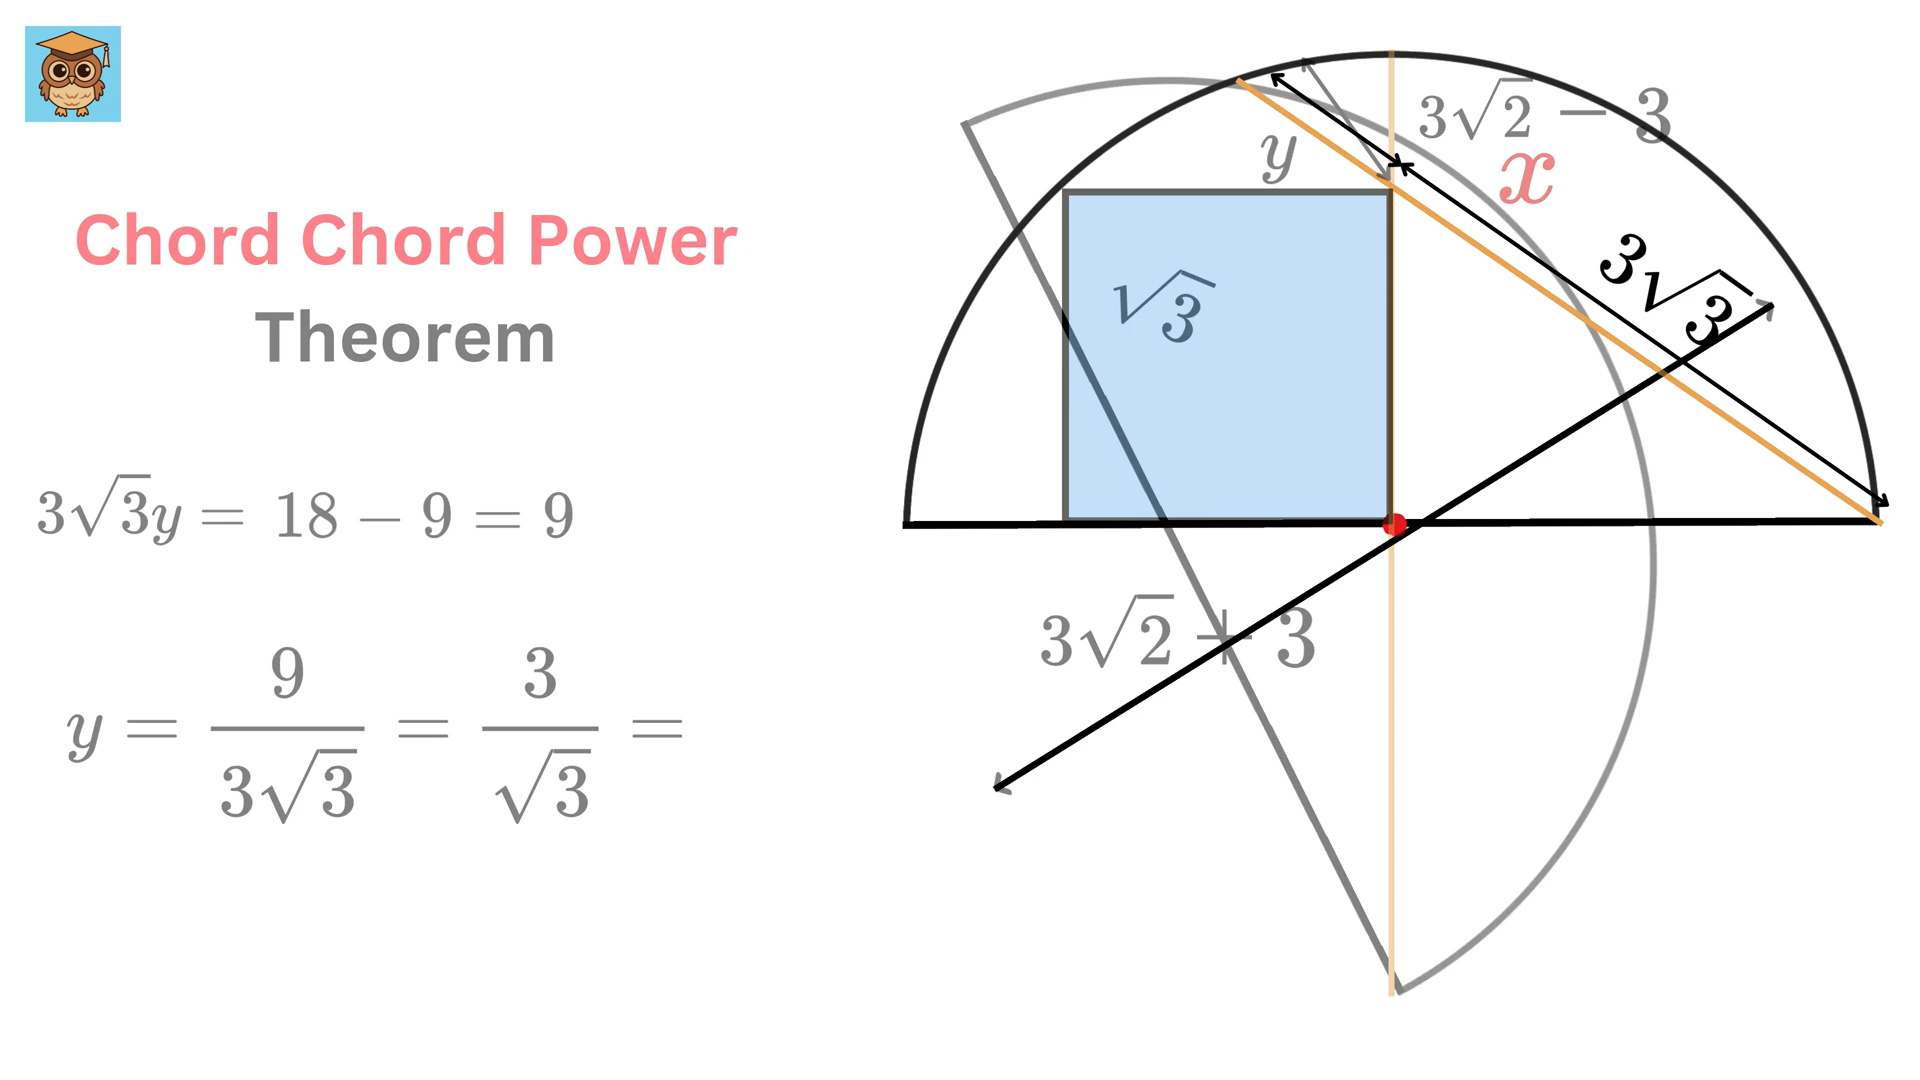 Chord Chord Power
Theorem
3√3y = 18 − 9 = 9
y = 9/(3√3) = 3/√3 =
3√2 − 3
y
x
√3
3√3
3√2 + 3